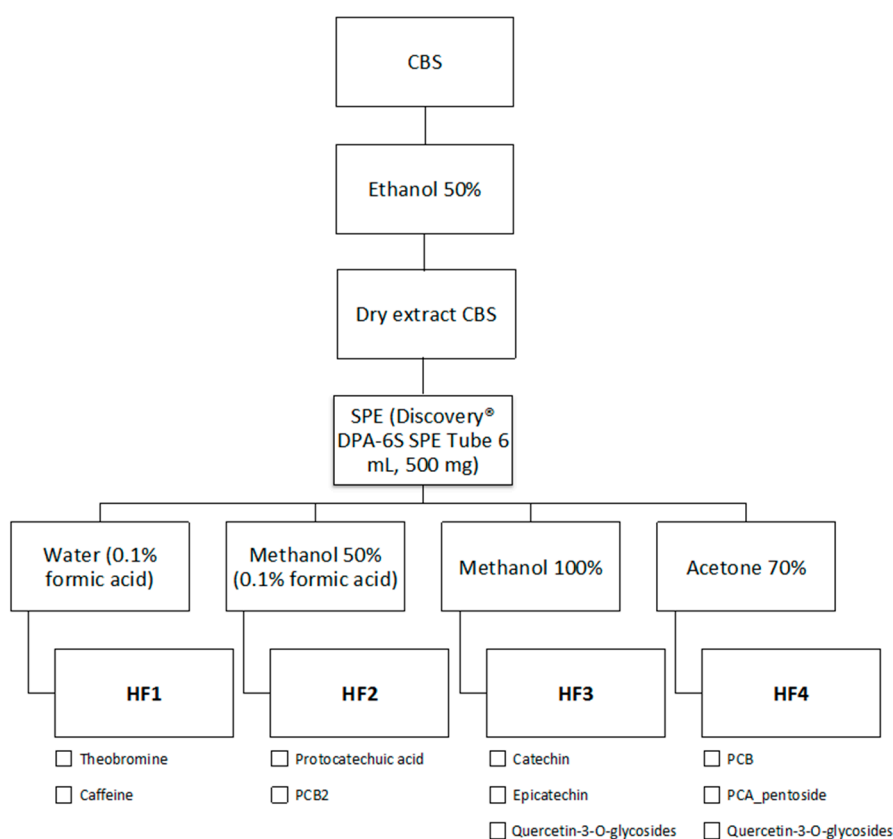 CBS
Ethanol 50%
Dry extract CBS
SPE (Discovery®
DPA-6S SPE Tube 6
mL, 500 mg)
Water (0.1%
formic acid)
Methanol 50%
(0.1% formic acid)
Methanol 100%
Acetone 70%
HF1
HF2
HF3
HF4
Theobromine
Caffeine
Protocatechuic acid
PCB2
Catechin
Epicatechin
Quercetin-3-O-glycosides
PCB
PCA_pentoside
Quercetin-3-O-glycosides